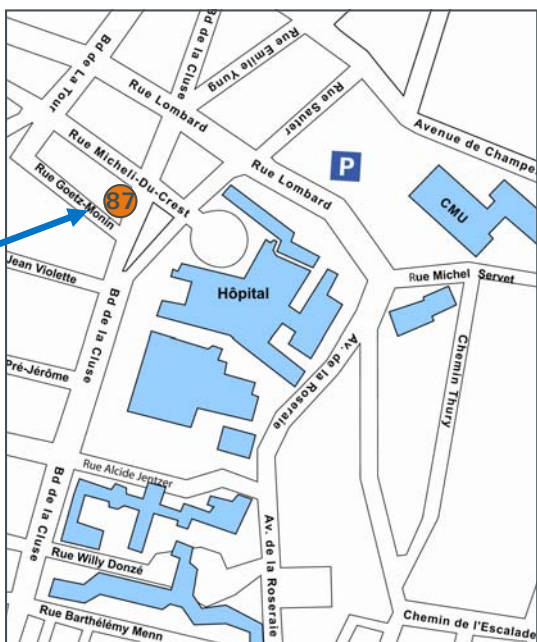 Bd de La Tour
Bd de la Cluse
Rue Emile Yung
Rue Lombard
Rue Sauter
Avenue de Champel
Rue Micheli-Du-Crest
Rue Goetz-Monin
87
P
Rue Lombard
CMU
Jean Violette
Hôpital
Rue Michel Servet
Bd de la Cluse
Av. de la Roseraie
Chemin Thury
Pré-Jérôme
Rue Alcide Jentzer
Bd de la Cluse
Rue Willy Donzé
Av. de la Roseraie
Rue Barthélémy Menn
Chemin de l'Escalade